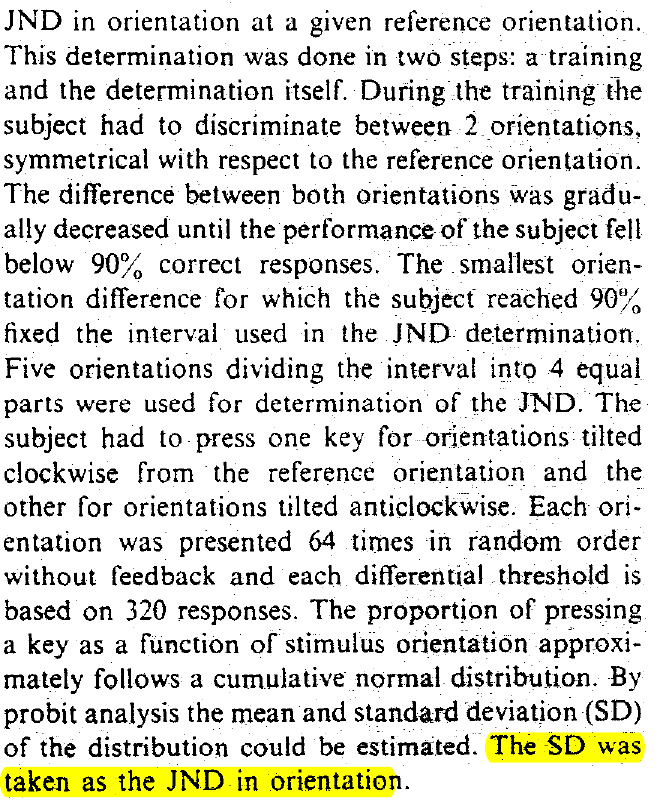 JND in orientation at a given reference orientation.
This determination was done in two steps: a training
and the determination itself. During the training the
subject had to discriminate between 2 orientations,
symmetrical with respect to the reference orientation.
The difference between both orientations was gradu-
ally decreased until the performance of the subject fell
below 90% correct responses. The smallest orien-
tation difference for which the subject reached 90%
fixed the interval used in the JND determination.
Five orientations dividing the interval into 4 equal
parts were used for determination of the JND. The
subject had to press one key for orientations tilted
clockwise from the reference orientation and the
other for orientations tilted anticlockwise. Each ori-
entation was presented 64 times in random order
without feedback and each differential threshold is
based on 320 responses. The proportion of pressing
a key as a function of stimulus orientation approxi-
mately follows a cumulative normal distribution. By
probit analysis the mean and standard deviation (SD)
of the distribution could be estimated. The SD was
taken as the JND in orientation.